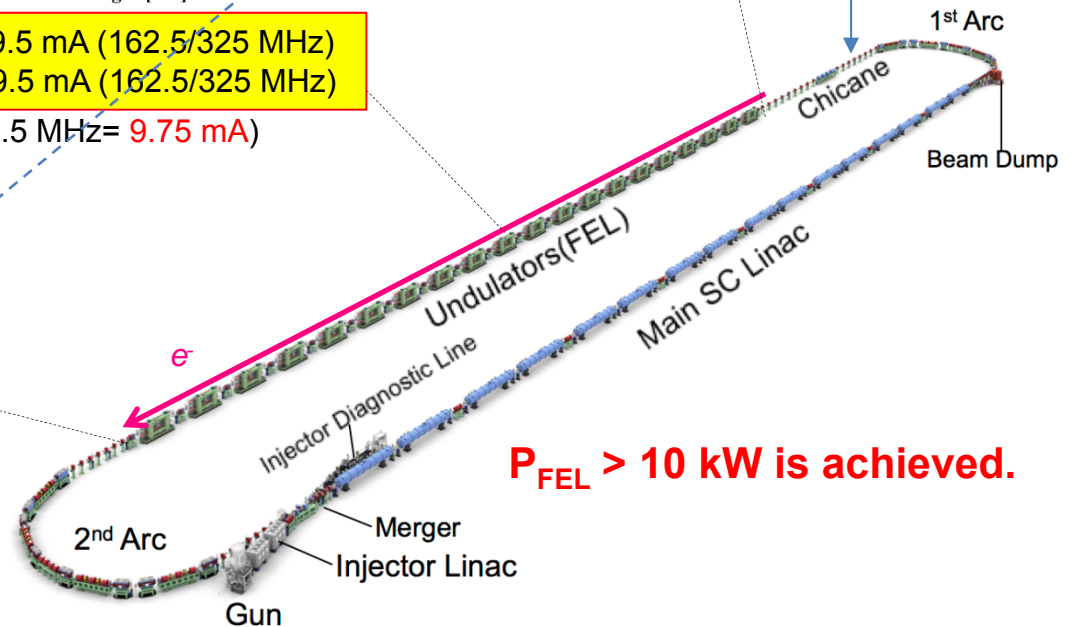 9.5 mA (162.5/325 MHz)
9.5 mA (162.5/325 MHz)
.5 MHz= 9.75 mA)
1st Arc
Chicane
Beam Dump
Undulators(FEL)
Main SC Linac
e-
Injector Diagnostic Line
PFEL > 10 kW is achieved.
2nd Arc
Merger
Injector Linac
Gun